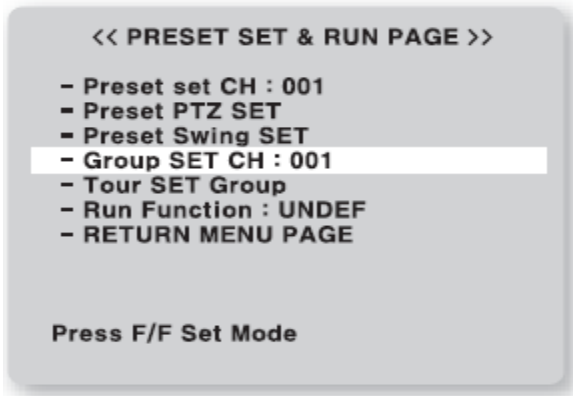 << PRESET SET & RUN PAGE >>
- Preset set CH : 001
- Preset PTZ SET
- Preset Swing SET
- Group SET CH : 001
- Tour SET Group
- Run Function : UNDEF
- RETURN MENU PAGE
Press F/F Set Mode